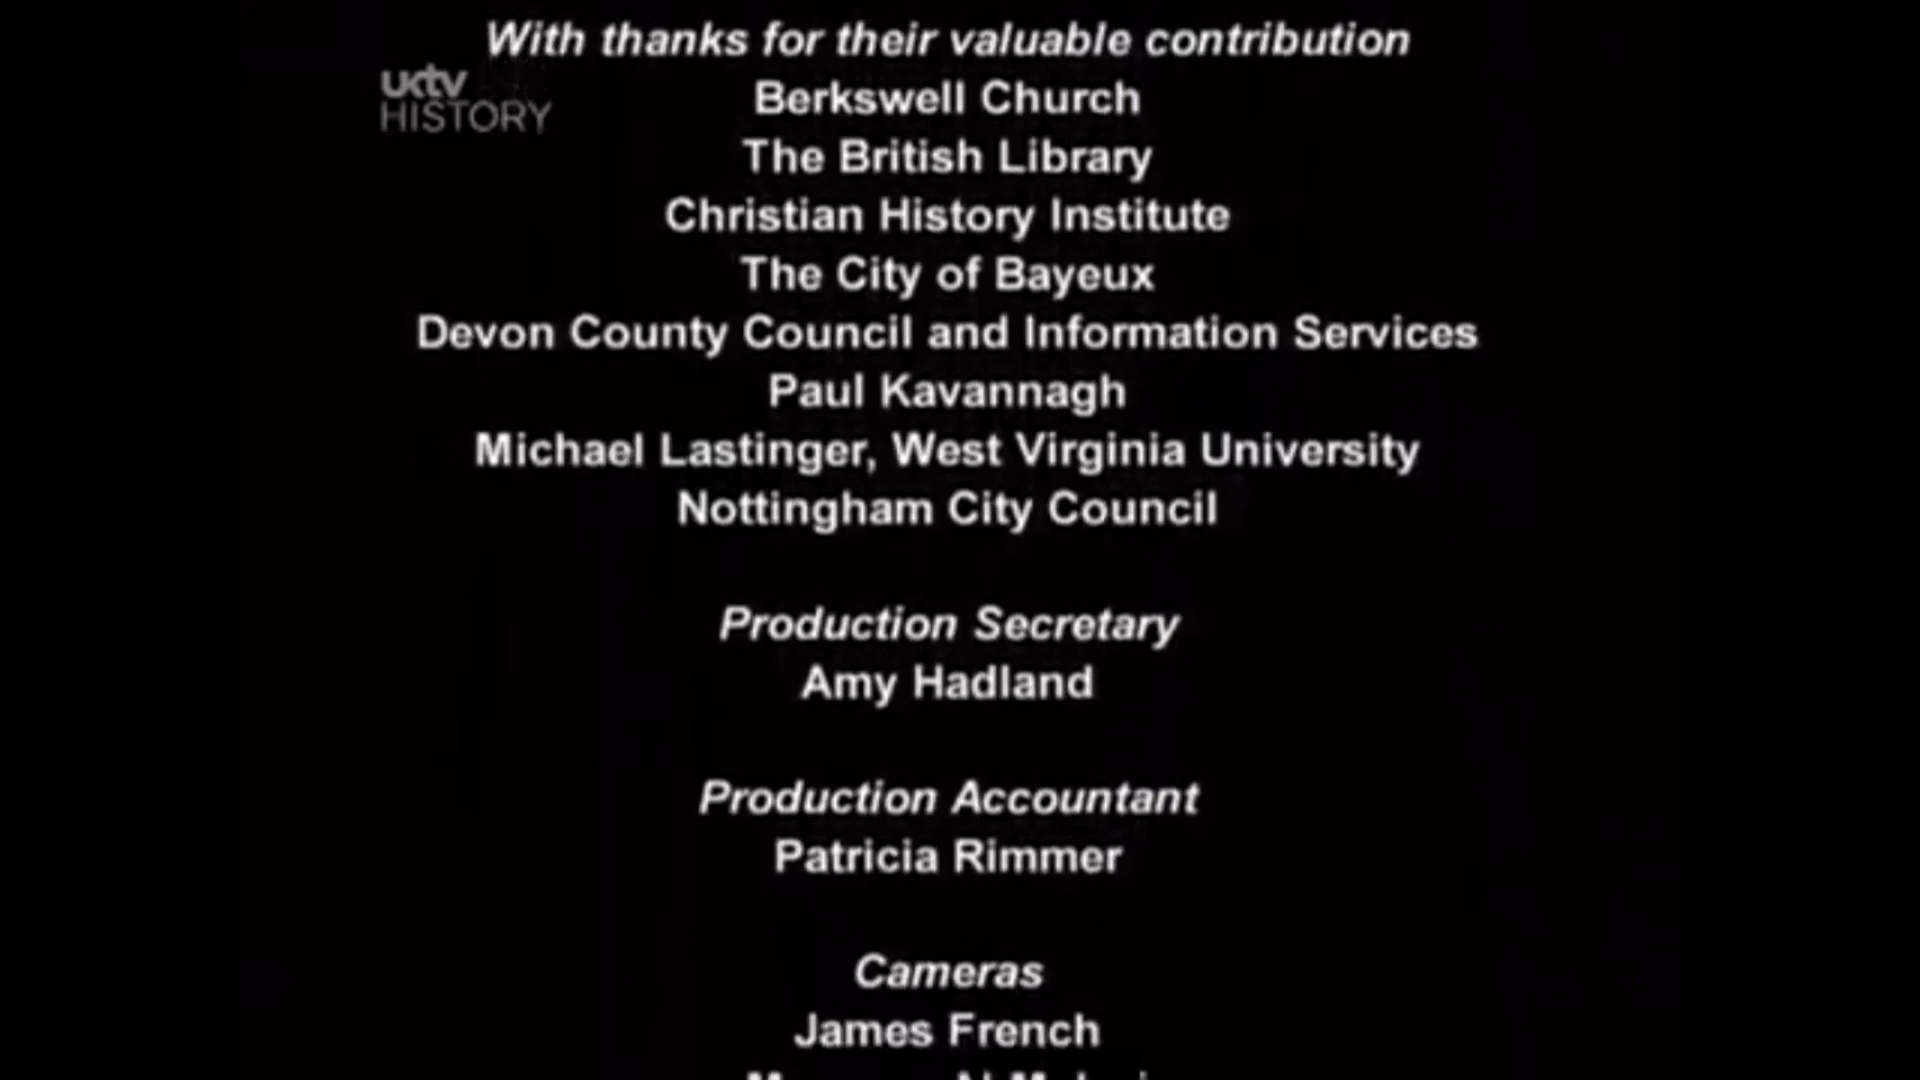 With thanks for their valuable contribution
uktv
HISTORY
Berkswell Church
The British Library
Christian History Institute
The City of Bayeux
Devon County Council and Information Services
Paul Kavannagh
Michael Lastinger, West Virginia University
Nottingham City Council
Production Secretary
Amy Hadland
Production Accountant
Patricia Rimmer
Cameras
James French